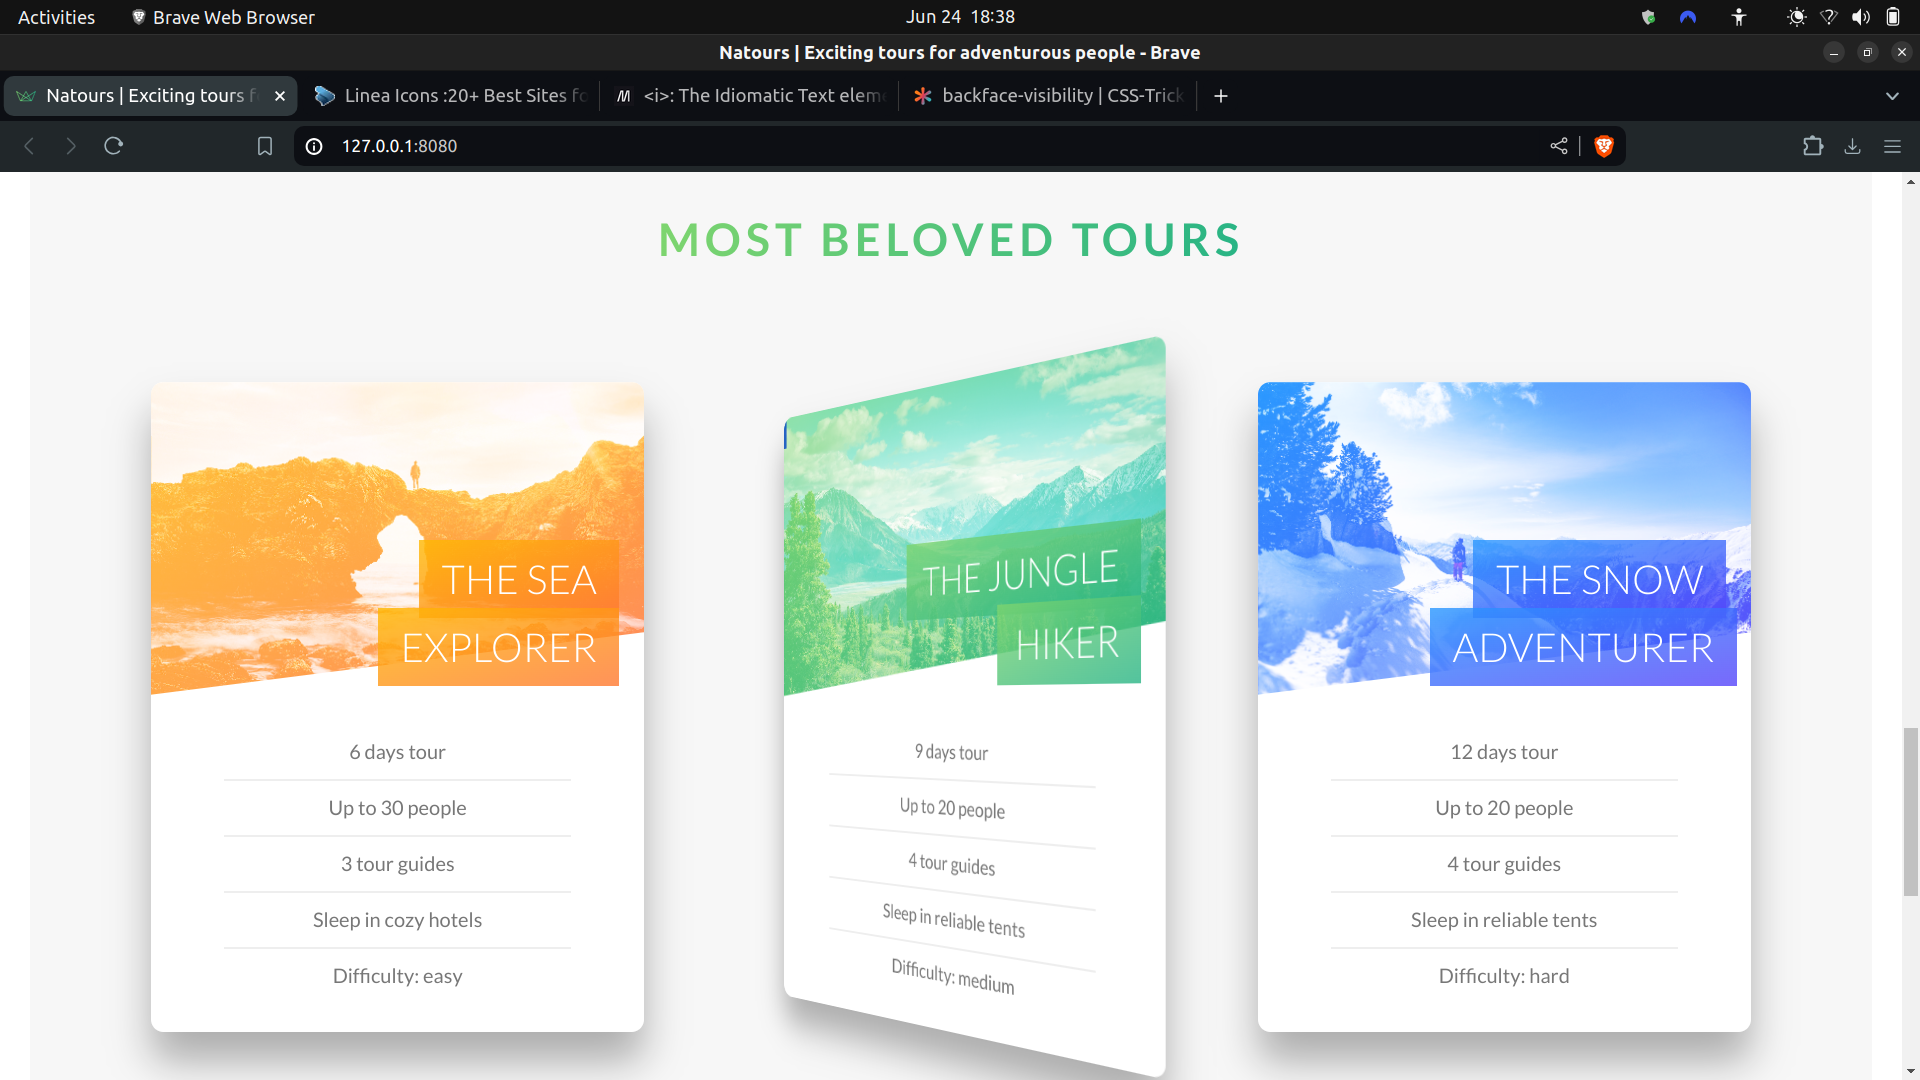 Activities
Brave Web Browser
Jun 24 18:38
Natours | Exciting tours for adventurous people - Brave
Natours | Exciting tours f
Linea Icons :20+ Best Sites fo
<i>: The Idiomatic Text elem
backface-visibility | CSS-Trick
127.0.0.1:8080
MOST BELOVED TOURS
THE SEA
EXPLORER
6 days tour
Up to 30 people
3 tour guides
Sleep in cozy hotels
Difficulty: easy
THE JUNGLE
HIKER
9 days tour
Up to 20 people
4 tour guides
Sleep in reliable tents
Difficulty: medium
THE SNOW
ADVENTURER
12 days tour
Up to 20 people
4 tour guides
Sleep in reliable tents
Difficulty: hard